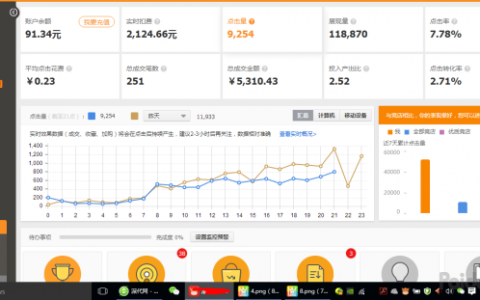 账户余额 我要充值 实时扣费 点击量 展现量 点击率
91.34元 2,124.66元 9,254 118,870 7.78%
平均点击花费 总成交笔数 总成交金额 投入产出比 点击转化率
￥0.23 251 ￥5,310.43 2.52 2.71%
点击量： 9,254 昨天 11,933 汇总 计算机 移动设备
实时效果数据（成交、收藏、加购）将会在点击后持续产生，建议2-3小时后再关注，数据相对准确 查看实时概况>
1,400
1,200
1,000
800
600
400
200
0
0 1 2 3 4 5 6 7 8 9 10 11 12 13 14 15 16 17 18 19 20 21 22 23
我 全部商店 优质商店
近7天累计点击量
60000
40000
20000
0
待办事项 完成度 0% 设置监控预警
38
3
4.png (8...
8.png (8...